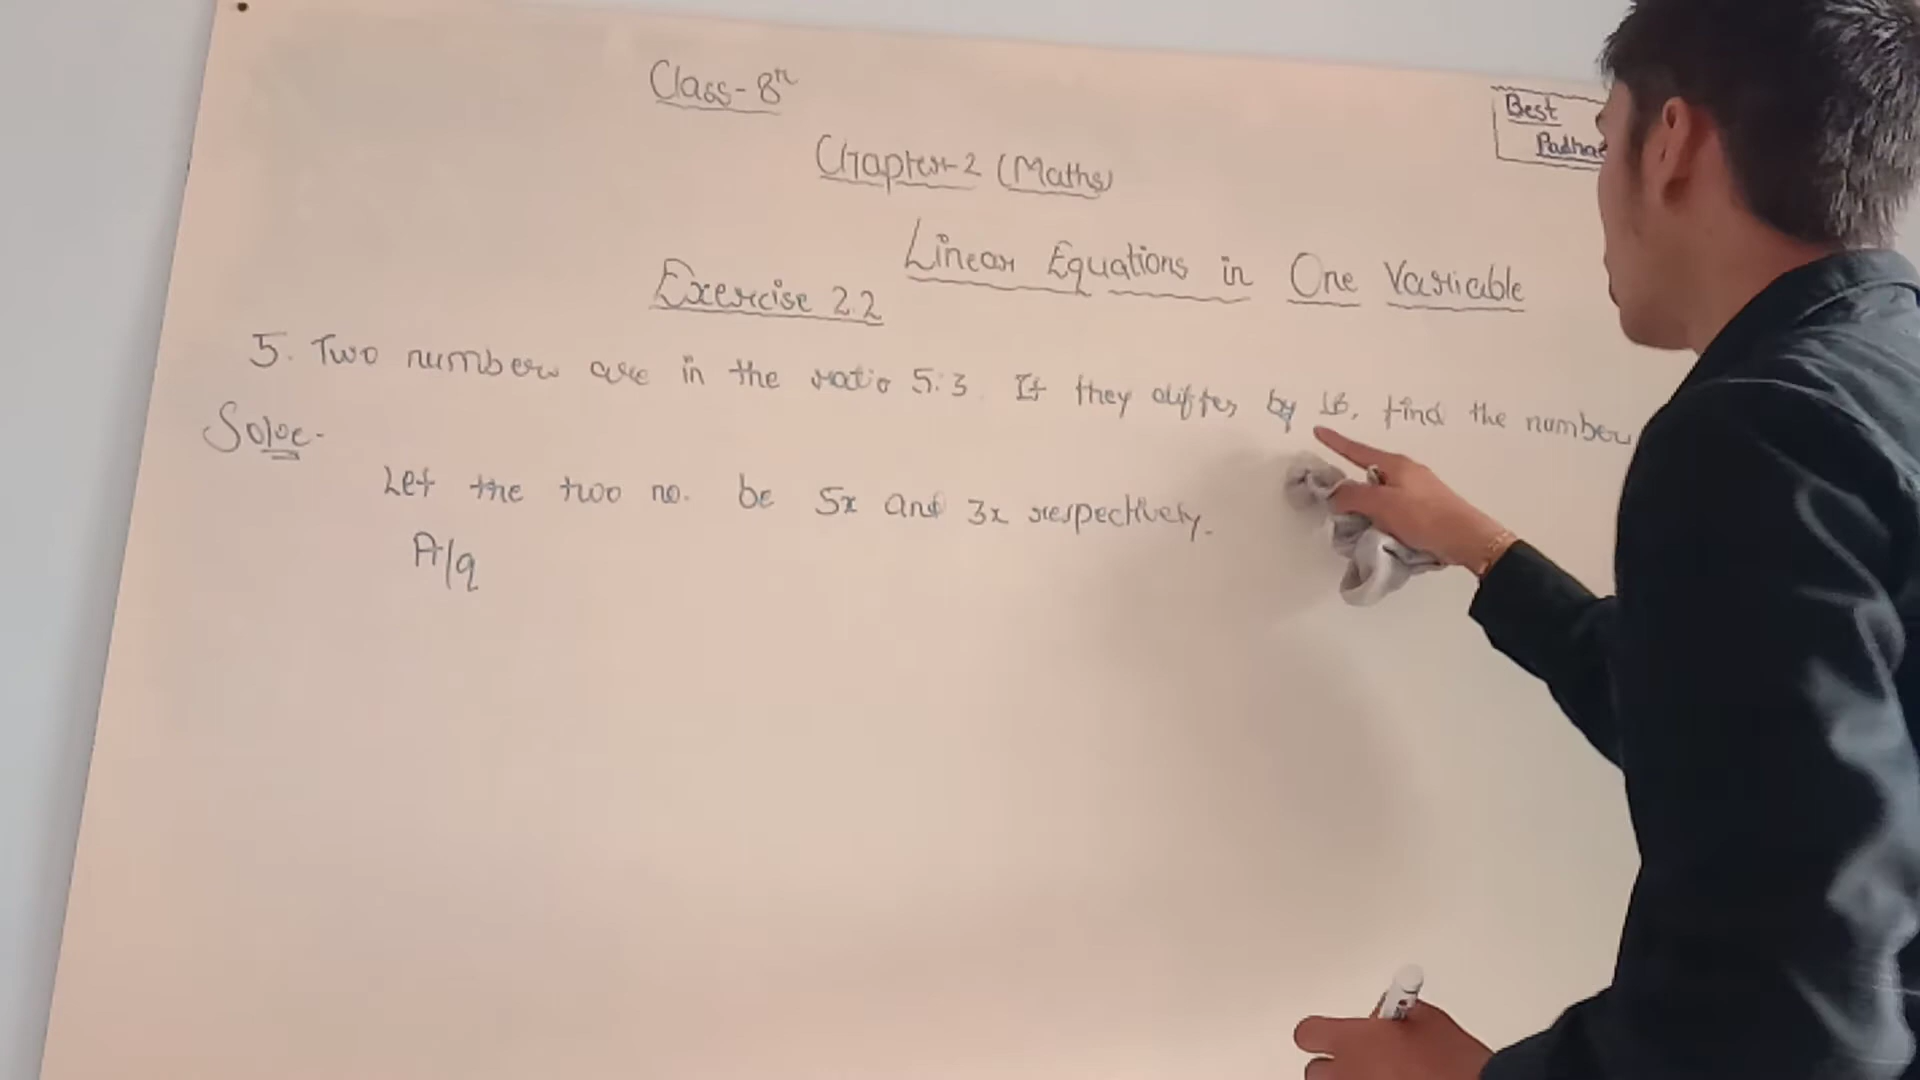 Class-8th
Best
Padhae
Chapter-2 (Maths)
Linear Equations in One Variable
Exercise 2.2
5. Two numbers are in the ratio 5:3. If they differ by 18, find the number
Solve-
Let the two no. be 5x and 3x respectively.
A/q